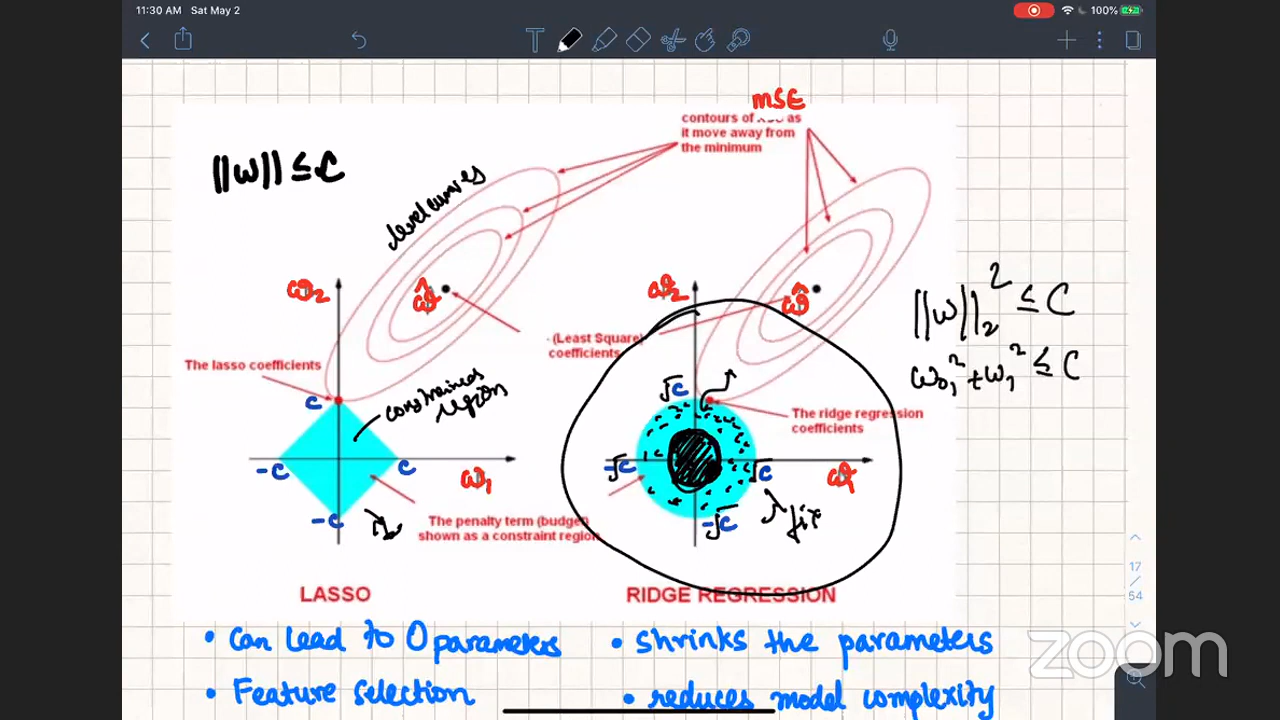 11:30 AM Sat May 2
100%
mSE
contours of as
it move away from
the minimum
||w|| ≤ C
level curves
ω2
ŵ
ω2
ŵ
||w||₂² ≤ C
ω0,² + ω1² ≤ C
(Least Square)
coefficients
The lasso coefficients
constrained
region
c
√c
The ridge regression
coefficients
-c
c
ω1
-√c
√c
-c
-√c
fix
The penalty term (budget)
shown as a constraint region
LASSO
RIDGE REGRESSION
17
/
54
• Can Lead to 0 parameters
• shrinks the parameters
• Feature selection
• reduces model complexity
zoom